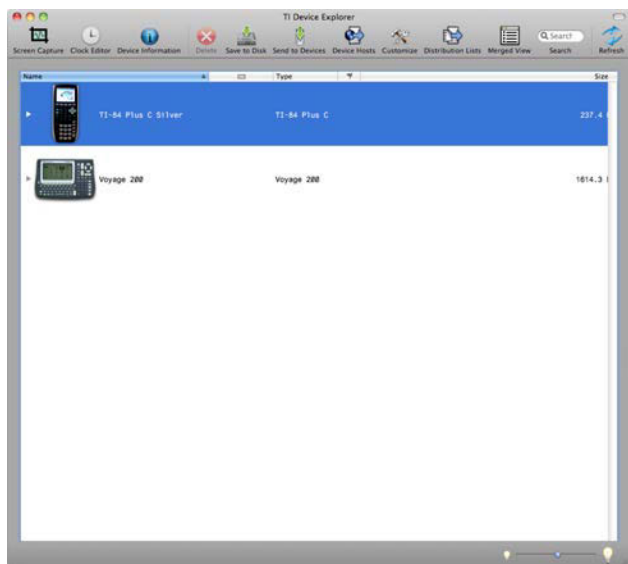 TI Device Explorer
Search
Screen Capture Clock Editor Device Information Delete Save to Disk Send to Devices Device Hosts Customize Distribution Lists Merged View Search Refresh
Name Type Size
TI-84 Plus C Silver TI-84 Plus C 237.4
Voyage 200 Voyage 200 1614.3